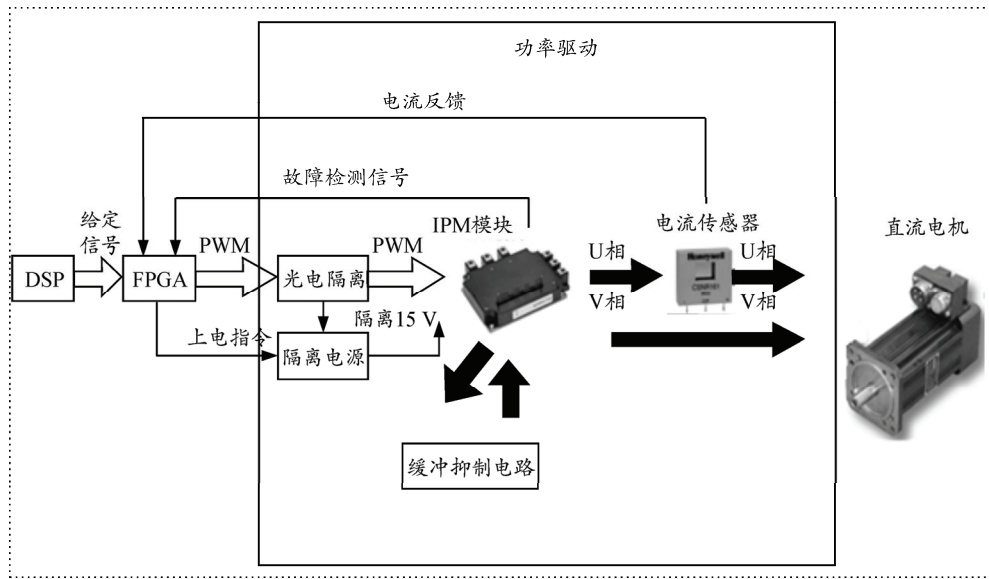 功率驱动
电流反馈
故障检测信号
给定
信号
PWM
PWM
IPM模块
电流传感器
直流电机
DSP
FPGA
光电隔离
U相
V相
Honeywell
CSNR161
U相
V相
上电指令
隔离15 V
隔离电源
缓冲抑制电路